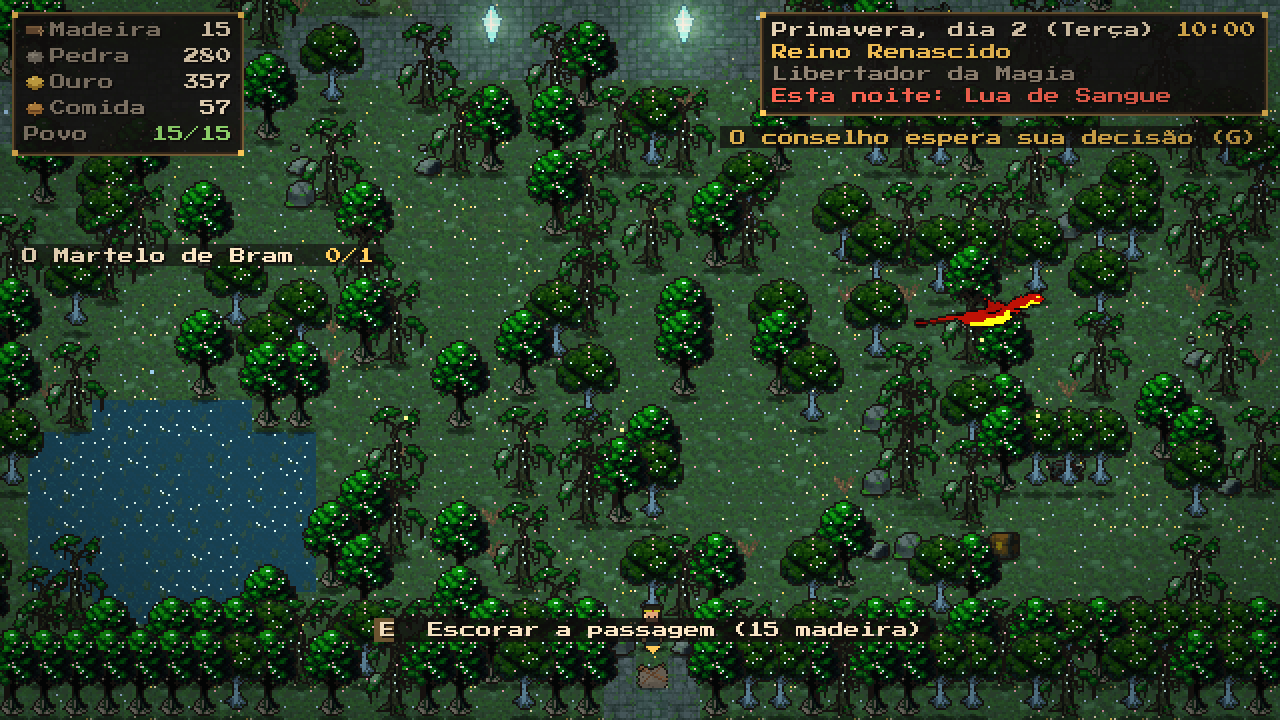 Madeira 15
Pedra 280
Ouro 357
Comida 57
Povo 15/15
Primavera, dia 2 (Terça) 10:00
Reino Renascido
Libertador da Magia
Esta noite: Lua de Sangue
O conselho espera sua decisão (G)
O Martelo de Bram 0/1
E Escorar a passagem (15 madeira)